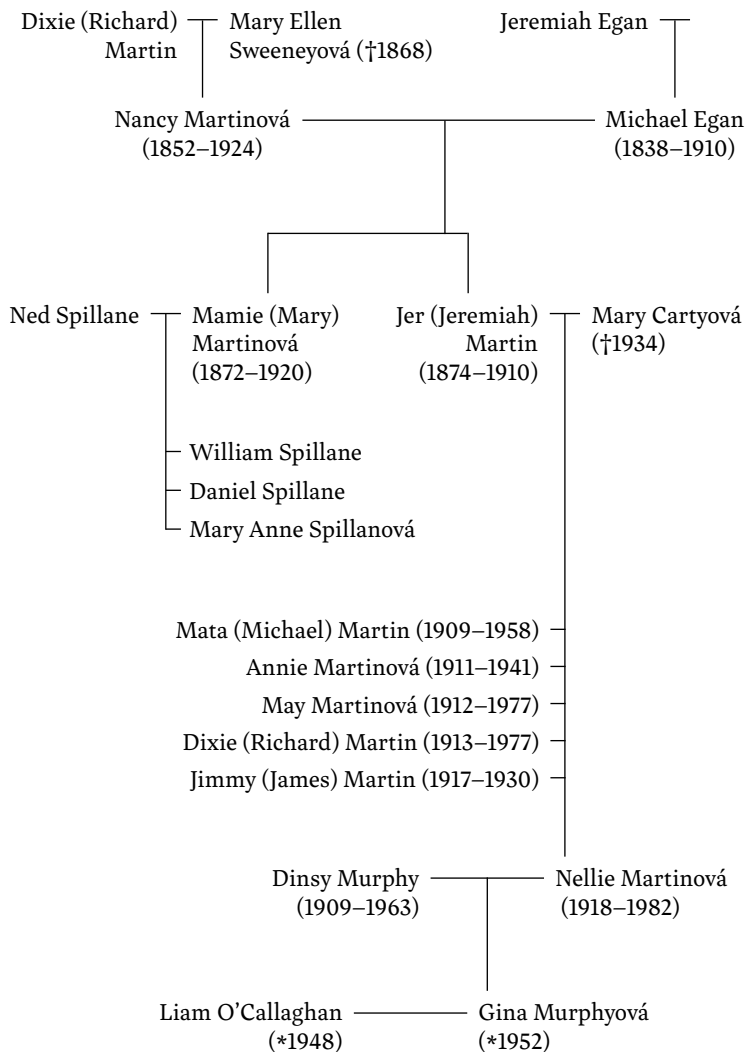 Dixie (Richard)
Martin
Mary Ellen
Sweeneyová (†1868)
Jeremiah Egan
Nancy Martinová
(1852–1924)
Michael Egan
(1838–1910)
Ned Spillane
Mamie (Mary)
Martinová
(1872–1920)
Jer (Jeremiah)
Martin
(1874–1910)
Mary Cartyová
(†1934)
William Spillane
Daniel Spillane
Mary Anne Spillanová
Mata (Michael) Martin (1909–1958)
Annie Martinová (1911–1941)
May Martinová (1912–1977)
Dixie (Richard) Martin (1913–1977)
Jimmy (James) Martin (1917–1930)
Dinsy Murphy
(1909–1963)
Nellie Martinová
(1918–1982)
Liam O’Callaghan
(*1948)
Gina Murphyová
(*1952)